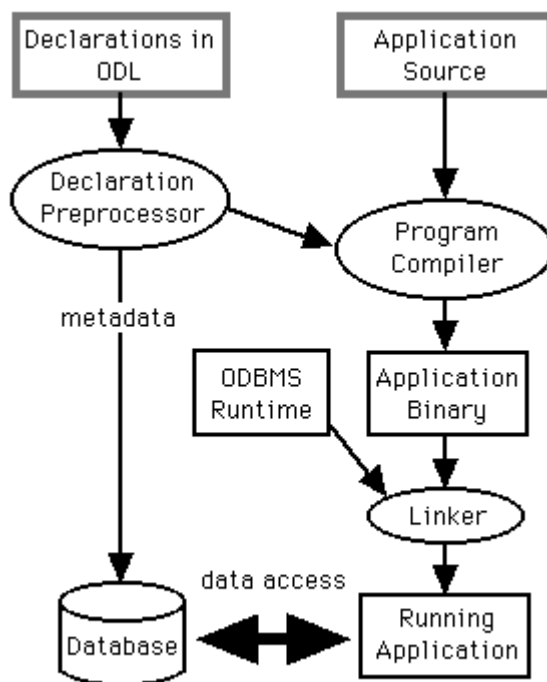 Declarations in
ODL
Application
Source
Declaration
Preprocessor
Program
Compiler
metadata
ODBMS
Runtime
Application
Binary
Linker
data access
Database
Running
Application